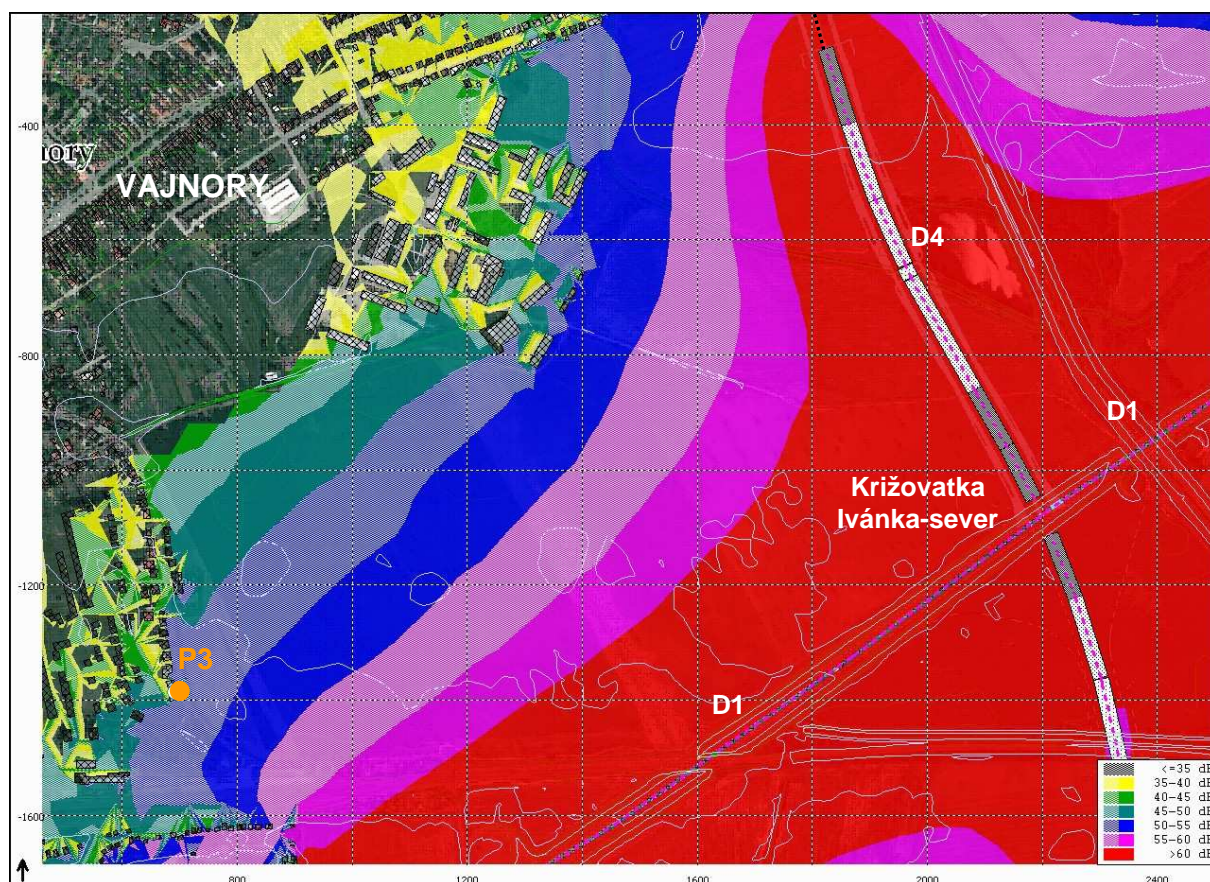 -400
nory
VAJNORY
D4
-800
D1
Križovatka
Ivánka-sever
-1200
P3
D1
<=35 dB
35-40 dB
40-45 dB
45-50 dB
50-55 dB
55-60 dB
>60 dB
-1600
800
1200
1600
2000
2400